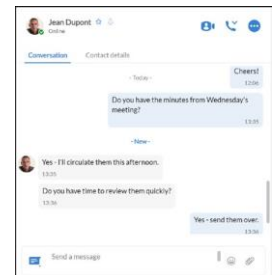 Jean Dupont
Online
Conversation
Contact details
- Today -
Cheers!
13:06
Do you have the minutes from Wednesday's
meeting?
13:35
-New-
Yes - I'll circulate them this afternoon.
13:35
Do you have time to review them quickly?
13:36
Yes - send them over.
13:36
Send a message